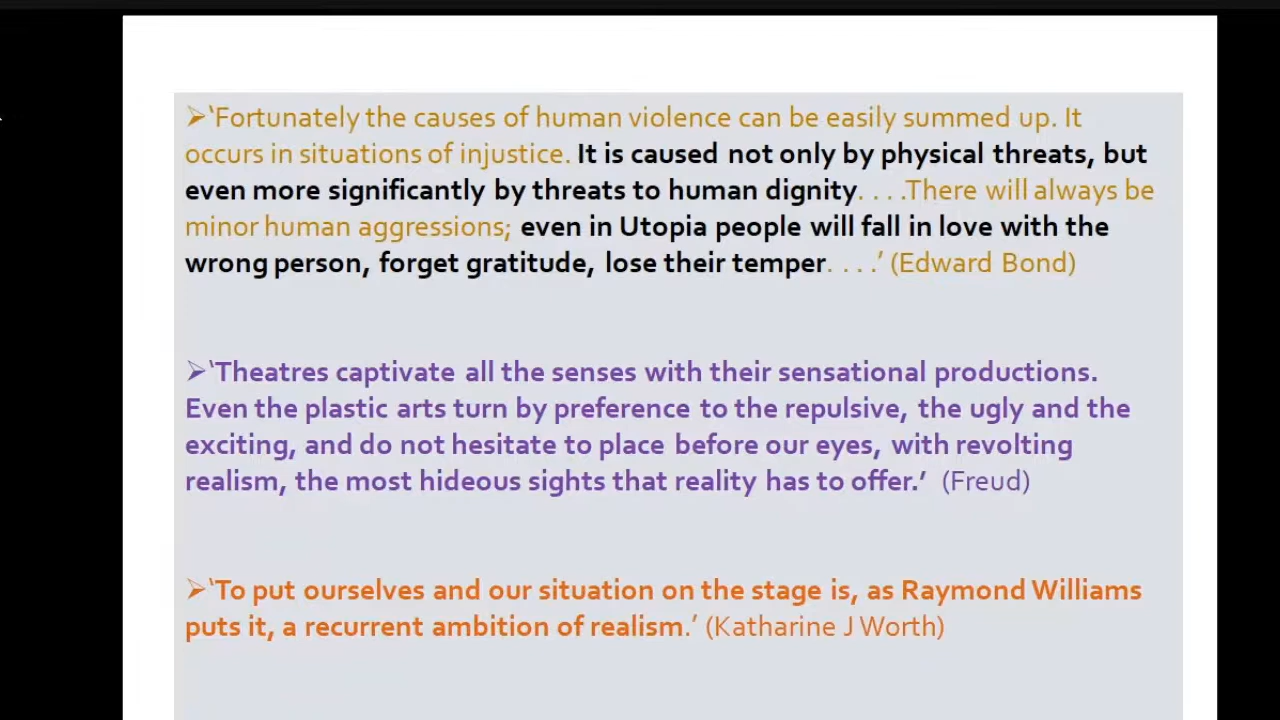 ➢‘Fortunately the causes of human violence can be easily summed up. It
occurs in situations of injustice. It is caused not only by physical threats, but
even more significantly by threats to human dignity. . . .There will always be
minor human aggressions; even in Utopia people will fall in love with the
wrong person, forget gratitude, lose their temper. . . .’ (Edward Bond)
➢‘Theatres captivate all the senses with their sensational productions.
Even the plastic arts turn by preference to the repulsive, the ugly and the
exciting, and do not hesitate to place before our eyes, with revolting
realism, the most hideous sights that reality has to offer.’ (Freud)
➢‘To put ourselves and our situation on the stage is, as Raymond Williams
puts it, a recurrent ambition of realism.’ (Katharine J Worth)